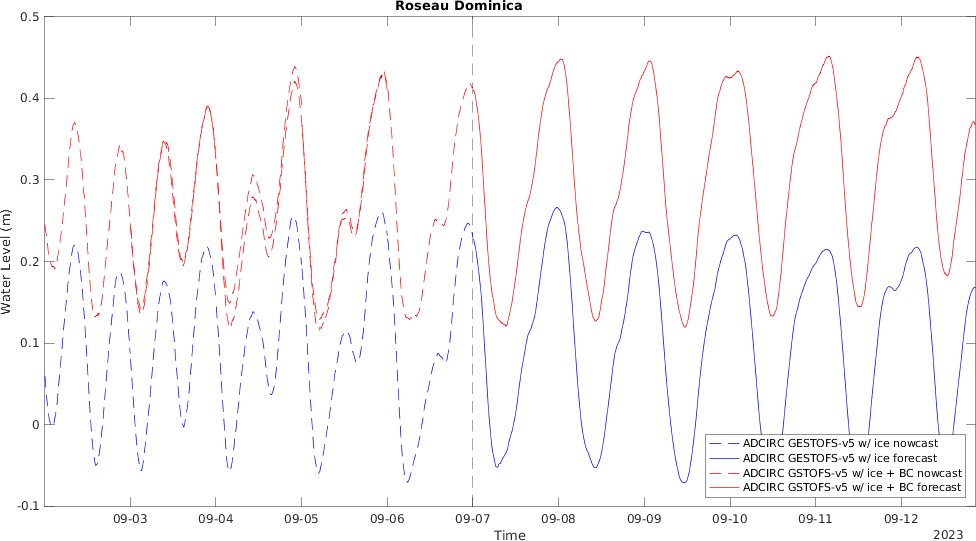 Roseau Dominica
0.5
0.4
0.3
0.2
0.1
0
-0.1
Water Level (m)
ADCIRC GESTOFS-v5 w/ ice nowcast
ADCIRC GESTOFS-v5 w/ ice forecast
ADCIRC GSTOFS-v5 w/ ice + BC nowcast
ADCIRC GSTOFS-v5 w/ ice + BC forecast
09-03 09-04 09-05 09-06 09-07 09-08 09-09 09-10 09-11 09-12
Time
2023